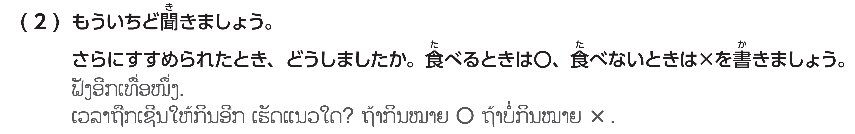 (2) もういちど聞きましょう。
さらにすすめられたとき、どうしましたか。食べるときは○、食べないときは×を書きましょう。
ຟັງອີກເທື່ອໜຶ່ງ.
ເວລາຖືກເຊີນໃຫ້ກິນອີກ ເຮັດແນວໃດ? ຖ້າກິນໝາຍ ○ ຖ້າບໍ່ກິນໝາຍ × .